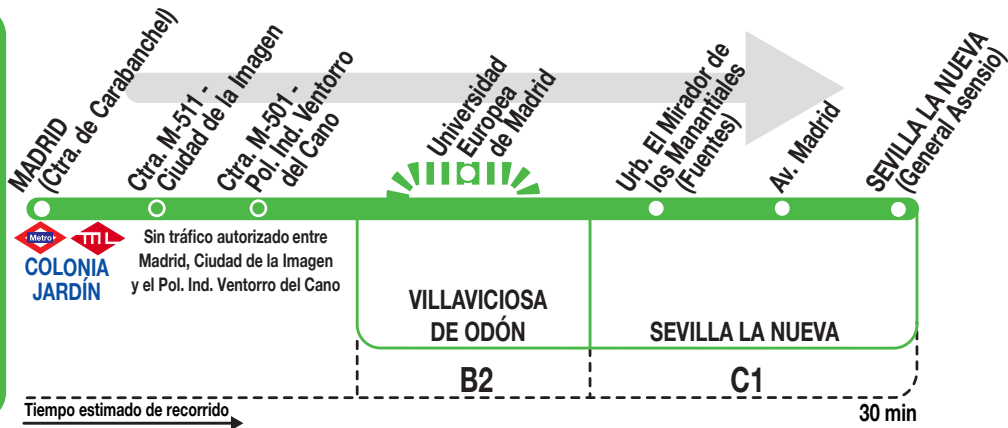 MADRID
(Ctra. de Carabanchel)
Ctra. M-511 -
Ciudad de la Imagen
Ctra. M-501 -
Pol. Ind. Ventorro
del Cano
Universidad
Europea
de Madrid
Urb. El Mirador de
los Manantiales
(Fuentes)
Av. Madrid
SEVILLA LA NUEVA
(General Asensio)
Metro
ML
COLONIA
JARDÍN
Sin tráfico autorizado entre
Madrid, Ciudad de la Imagen
y el Pol. Ind. Ventorro del Cano
VILLAVICIOSA
DE ODÓN
SEVILLA LA NUEVA
B2
C1
Tiempo estimado de recorrido
30 min